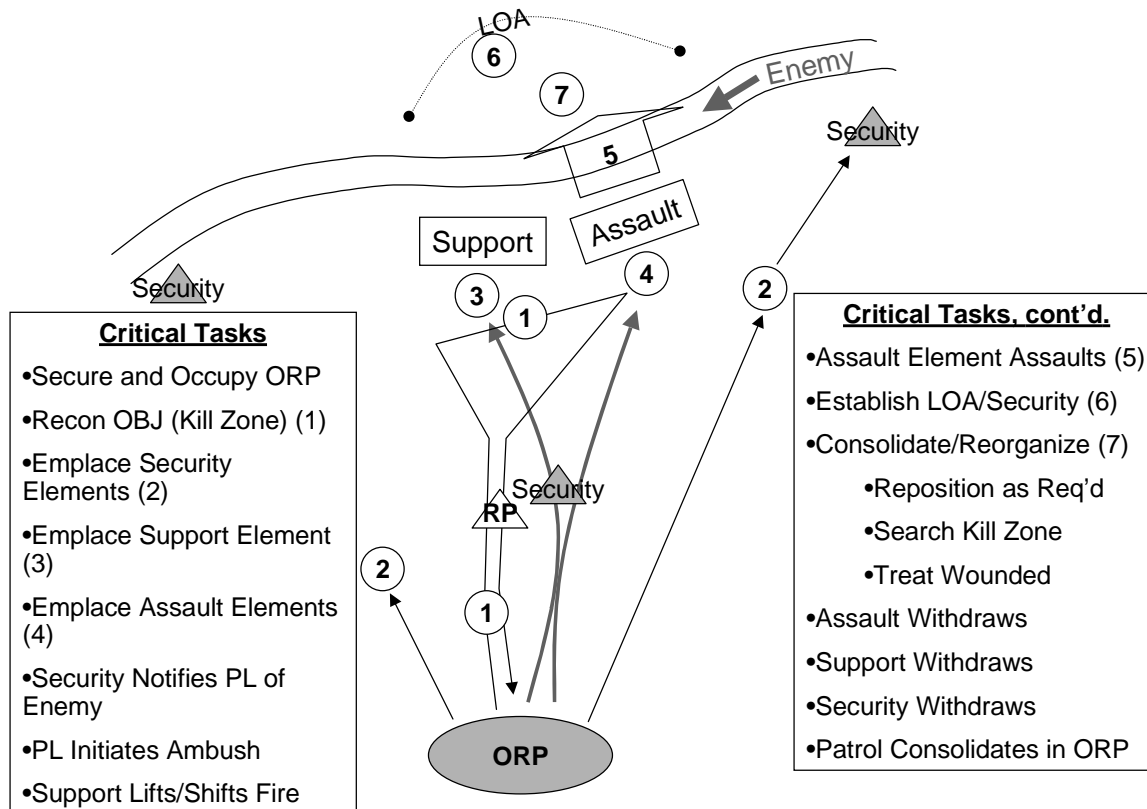 LOA
6
Enemy
7
Security
5
Assault
Support
Security
4
2
3
1
Critical Tasks
•Secure and Occupy ORP
•Recon OBJ (Kill Zone) (1)
•Emplace Security
Elements (2)
•Emplace Support Element
(3)
•Emplace Assault Elements
(4)
•Security Notifies PL of
Enemy
•PL Initiates Ambush
•Support Lifts/Shifts Fire
Security
RP
2
1
ORP
Critical Tasks, cont’d.
•Assault Element Assaults (5)
•Establish LOA/Security (6)
•Consolidate/Reorganize (7)
•Reposition as Req’d
•Search Kill Zone
•Treat Wounded
•Assault Withdraws
•Support Withdraws
•Security Withdraws
•Patrol Consolidates in ORP